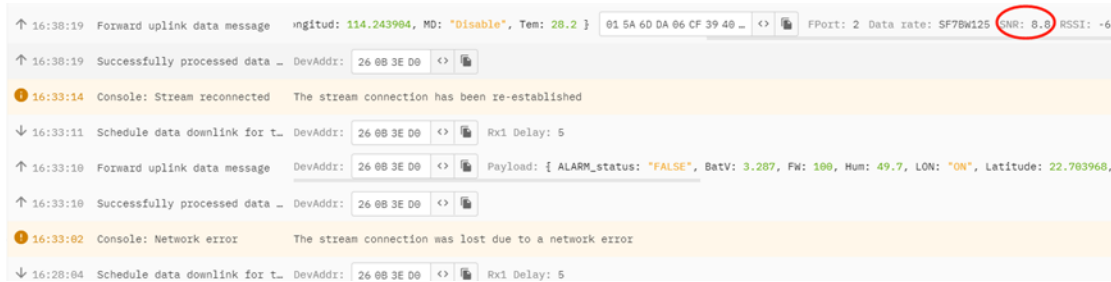 ↑ 16:38:19 Forward uplink data message ongitud: 114.243904, MD: "Disable", Tem: 28.2 } 01 5A 6D DA 06 CF 39 40 … <> FPort: 2 Data rate: SF7BW125 SNR: 8.8 RSSI: -6
↑ 16:38:19 Successfully processed data … DevAddr: 26 0B 3E D0 <>
16:33:14 Console: Stream reconnected The stream connection has been re-established
↓ 16:33:11 Schedule data downlink for t… DevAddr: 26 0B 3E D0 <> Rx1 Delay: 5
↑ 16:33:10 Forward uplink data message DevAddr: 26 0B 3E D0 <> Payload: { ALARM_status: "FALSE", BatV: 3.287, FW: 100, Hum: 49.7, LON: "ON", Latitude: 22.703968,
↑ 16:33:10 Successfully processed data … DevAddr: 26 0B 3E D0 <>
16:33:02 Console: Network error The stream connection was lost due to a network error
↓ 16:28:04 Schedule data downlink for t… DevAddr: 26 0B 3E D0 <> Rx1 Delay: 5